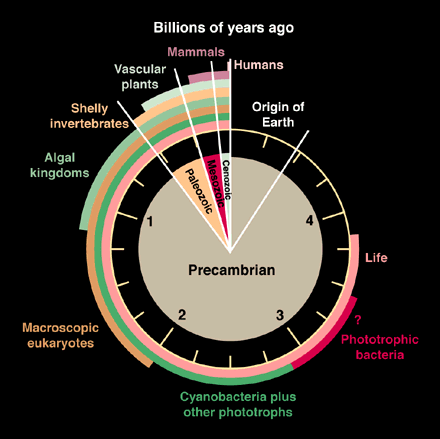 Billions of years ago
Mammals
Humans
Vascular
plants
Origin of
Earth
Shelly
invertebrates
Algal
kingdoms
Paleozoic
Mesozoic
Cenozoic
1
4
Life
Precambrian
2
3
?
Phototrophic
bacteria
Macroscopic
eukaryotes
Cyanobacteria plus
other phototrophs